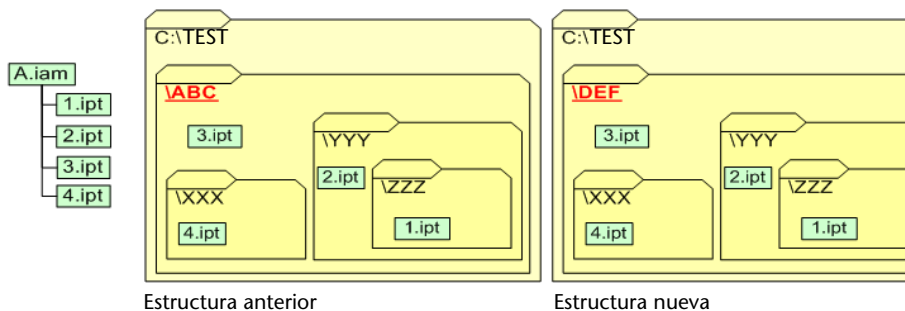 A.iam
1.ipt
2.ipt
3.ipt
4.ipt
C:\TEST
\ABC
3.ipt
\YYY
2.ipt
\ZZZ
1.ipt
\XXX
4.ipt
Estructura anterior
C:\TEST
\DEF
3.ipt
\YYY
2.ipt
\ZZZ
1.ipt
\XXX
4.ipt
Estructura nueva